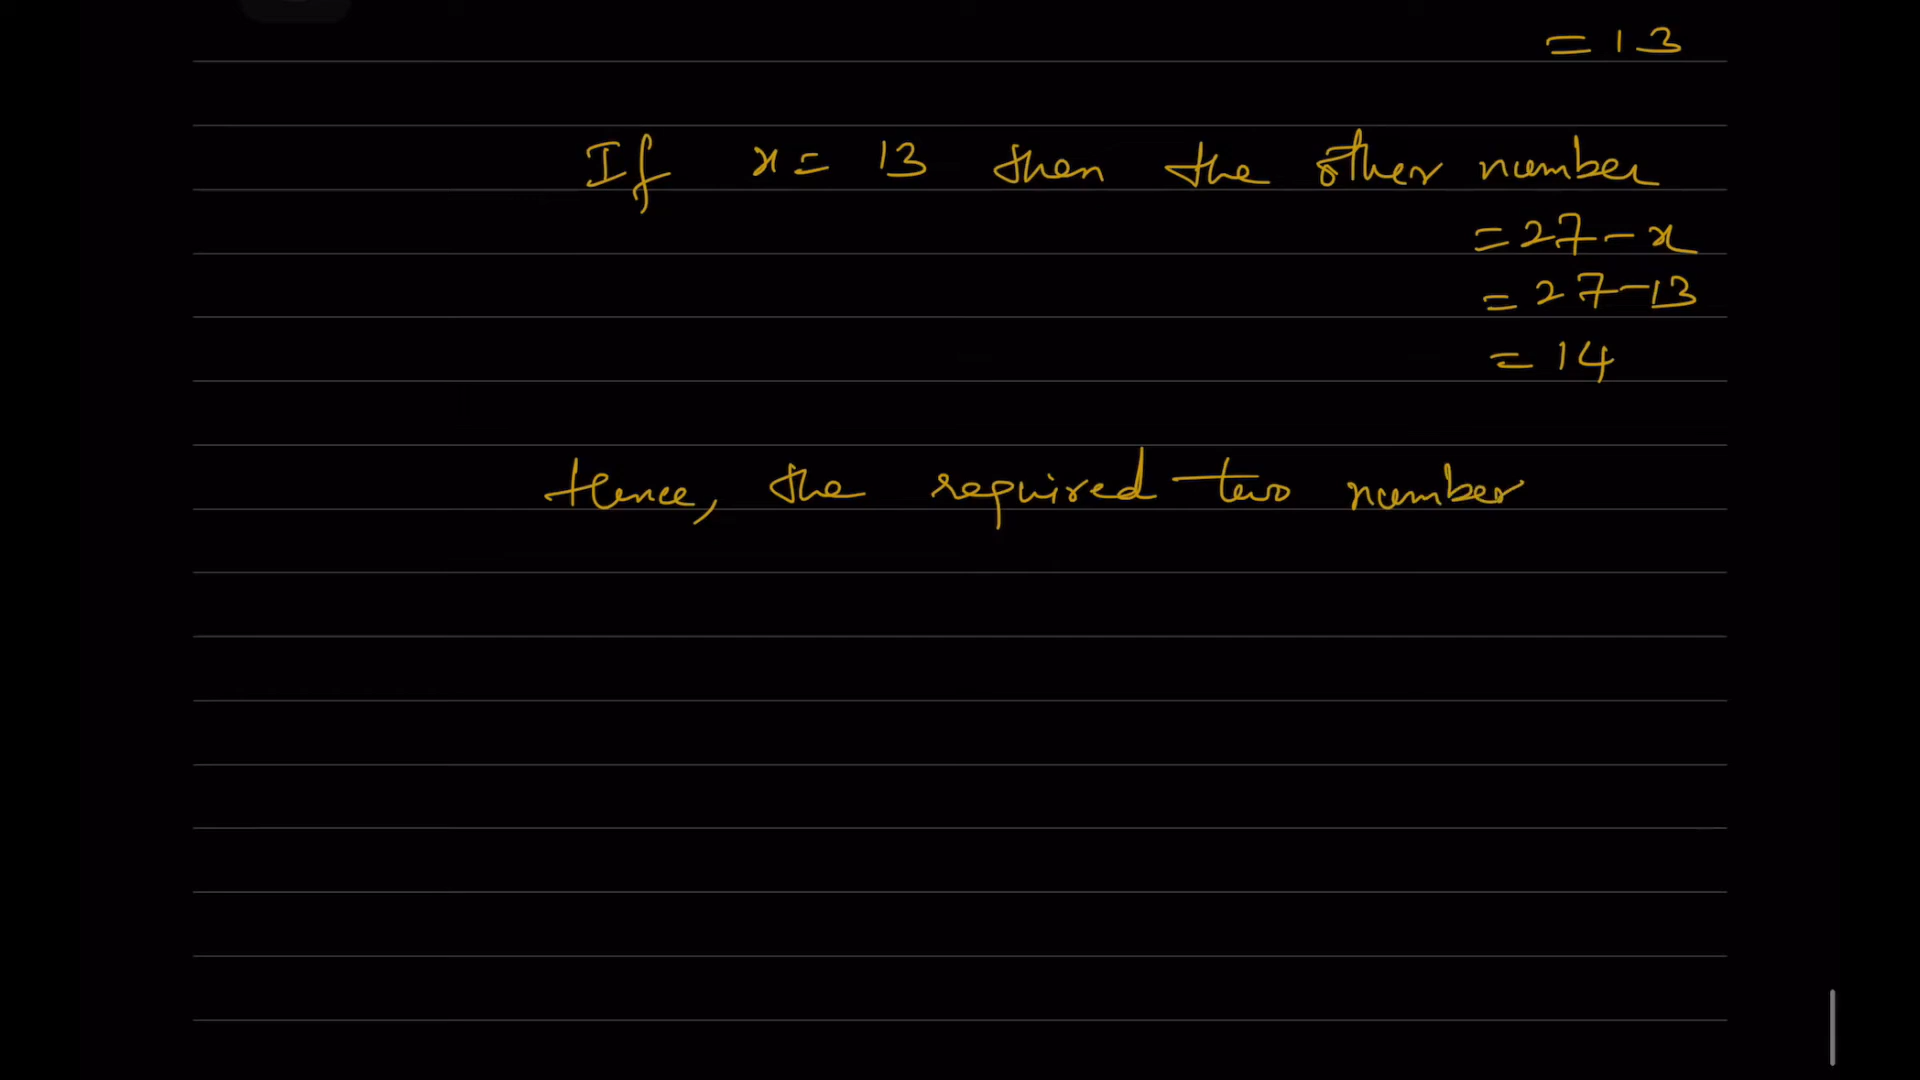 = 13
If x = 13 then the other number
= 27 - x
= 27 - 13
= 14
Hence, the required two number